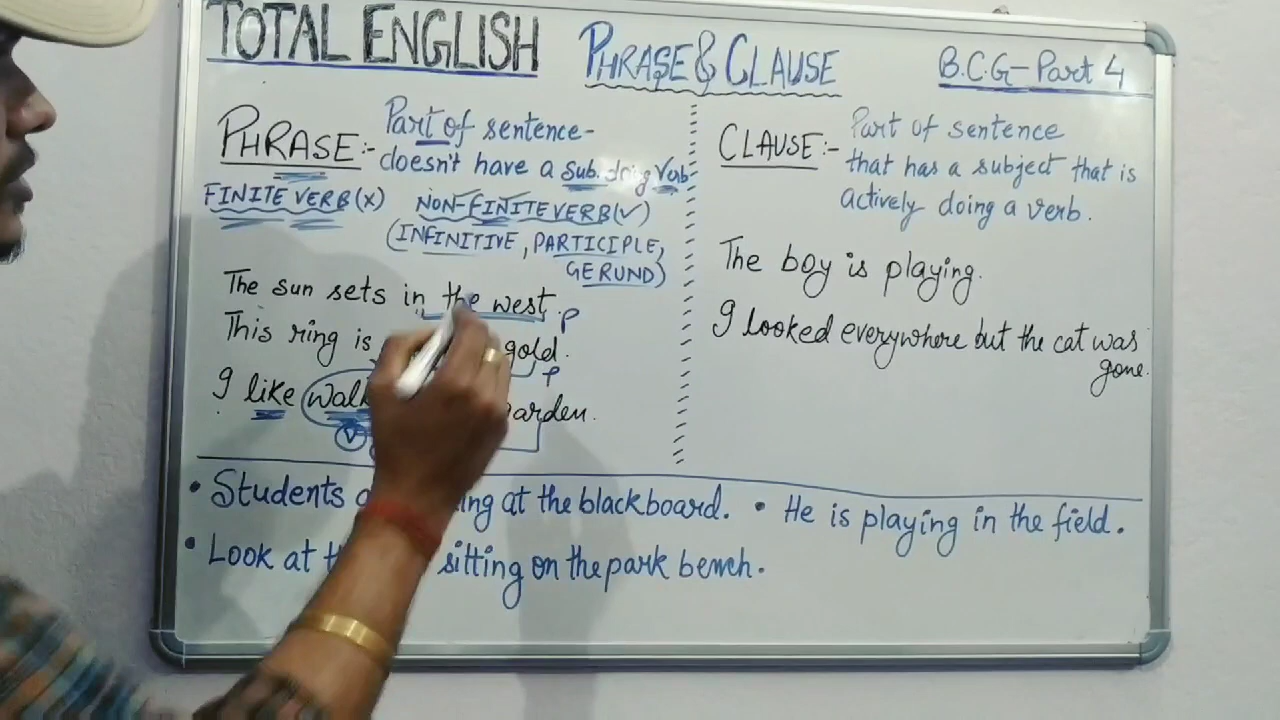 TOTAL ENGLISH
PHRASE & CLAUSE
B.C.G-Part 4
PHRASE:- Part of sentence-
doesn't have a sub. doing Vab
FINITE VERB (X) NON-FINITE VERB (✓)
(INFINITIVE, PARTICIPLE,
GERUND)
The sun sets in the west.
P
This ring is gold.
P
I like arden.
V
CLAUSE:- Part of sentence
that has a subject that is
actively doing a verb.
The boy is playing.
I looked everywhere but the cat was
gone.
• Students ing at the blackboard. • He is playing in the field.
• Look at sitting on the park bench.